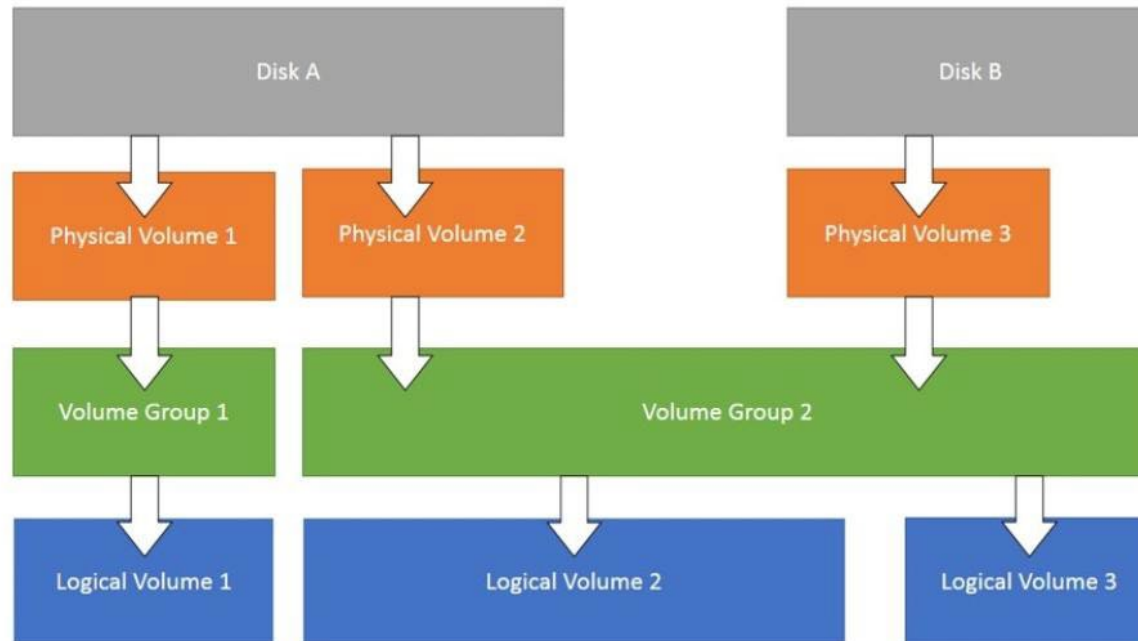 Disk A
Disk B
Physical Volume 1
Physical Volume 2
Physical Volume 3
Volume Group 1
Volume Group 2
Logical Volume 1
Logical Volume 2
Logical Volume 3